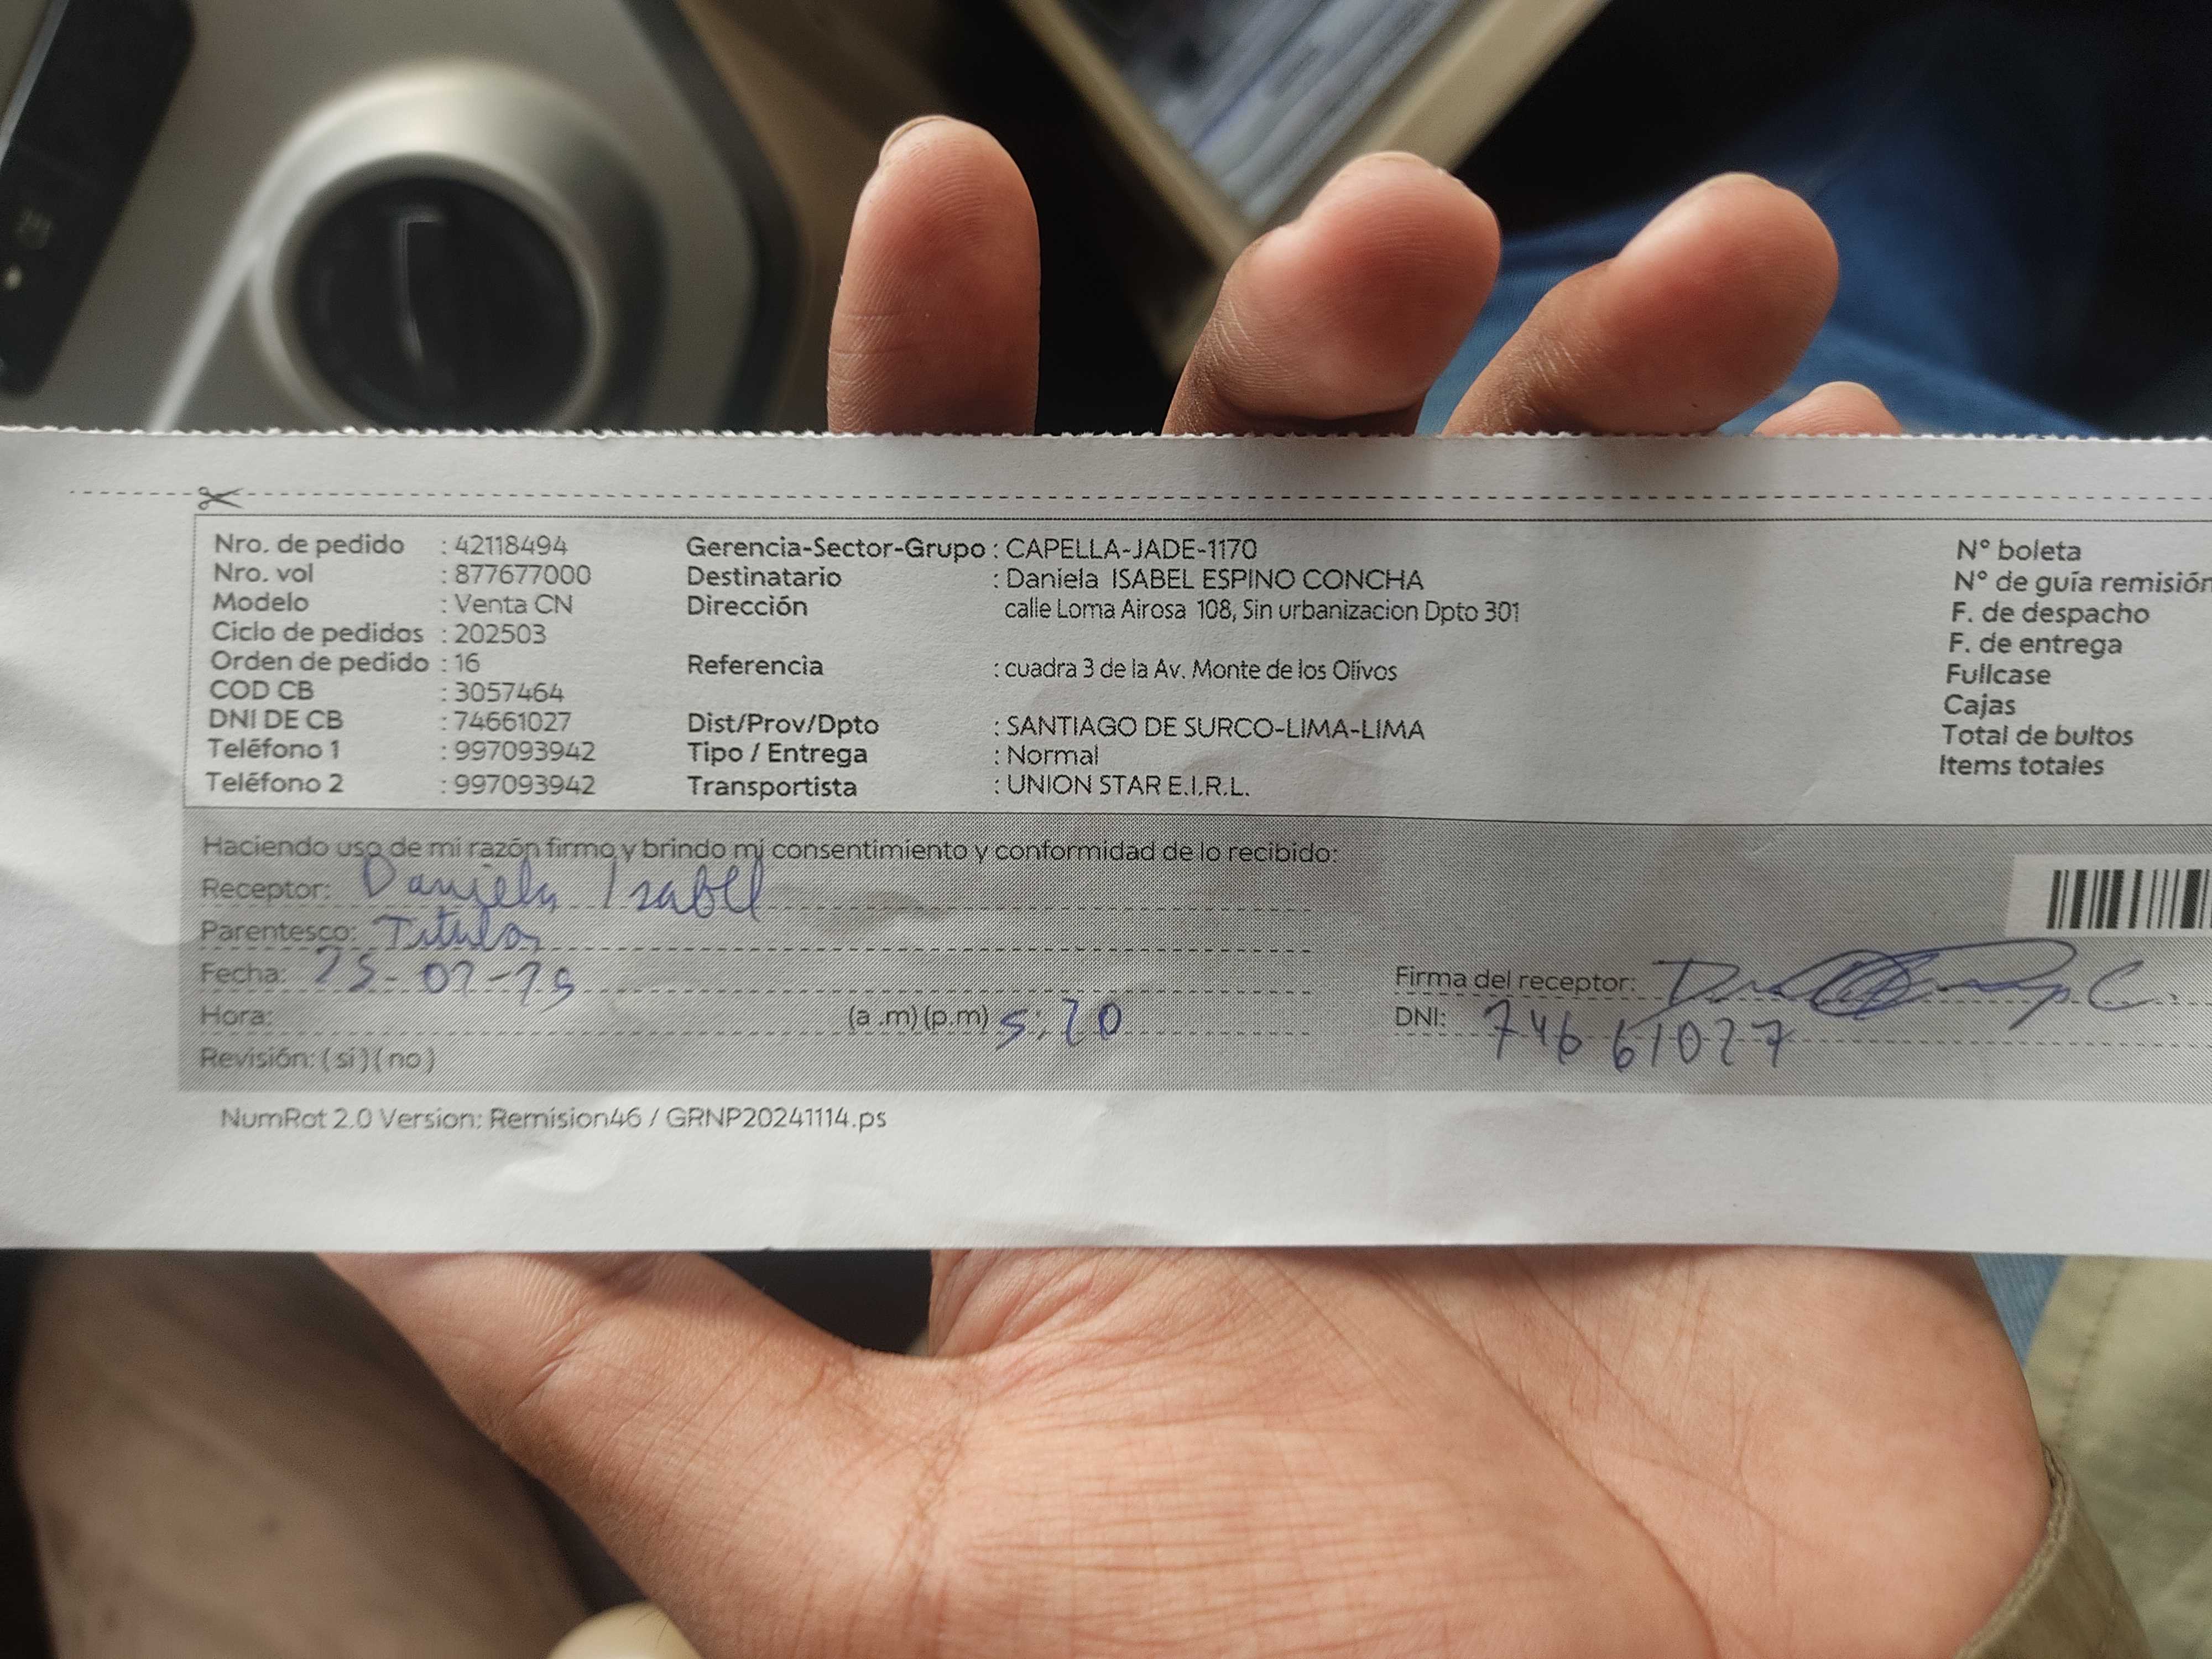 Nro. de pedido : 42118494 Gerencia-Sector-Grupo : CAPELLA-JADE-1170 N° boleta
Nro. vol : 877677000 Destinatario : Daniela ISABEL ESPINO CONCHA N° de guía remisión
Modelo : Venta CN Dirección calle Loma Airosa 108, Sin urbanizacion Dpto 301 F. de despacho
Ciclo de pedidos : 202503 F. de entrega
Orden de pedido : 16 Referencia : cuadra 3 de la Av. Monte de los Olivos Fullcase
COD CB : 3057464 Cajas
DNI DE CB : 74661027 Dist/Prov/Dpto : SANTIAGO DE SURCO-LIMA-LIMA Total de bultos
Teléfono 1 : 997093942 Tipo / Entrega : Normal Items totales
Teléfono 2 : 997093942 Transportista : UNION STAR E.I.R.L.
Haciendo uso de mi razón firmo y brindo mi consentimiento y conformidad de lo recibido:
Receptor: Daniela Isabel
Parentesco: Titular
Fecha: 25-02-25 Firma del receptor:
Hora: (a .m) (p.m) 5:20 DNI: 74661027
Revisión: ( si ) ( no )
NumRot 2.0 Version: Remision46 / GRNP20241114.ps